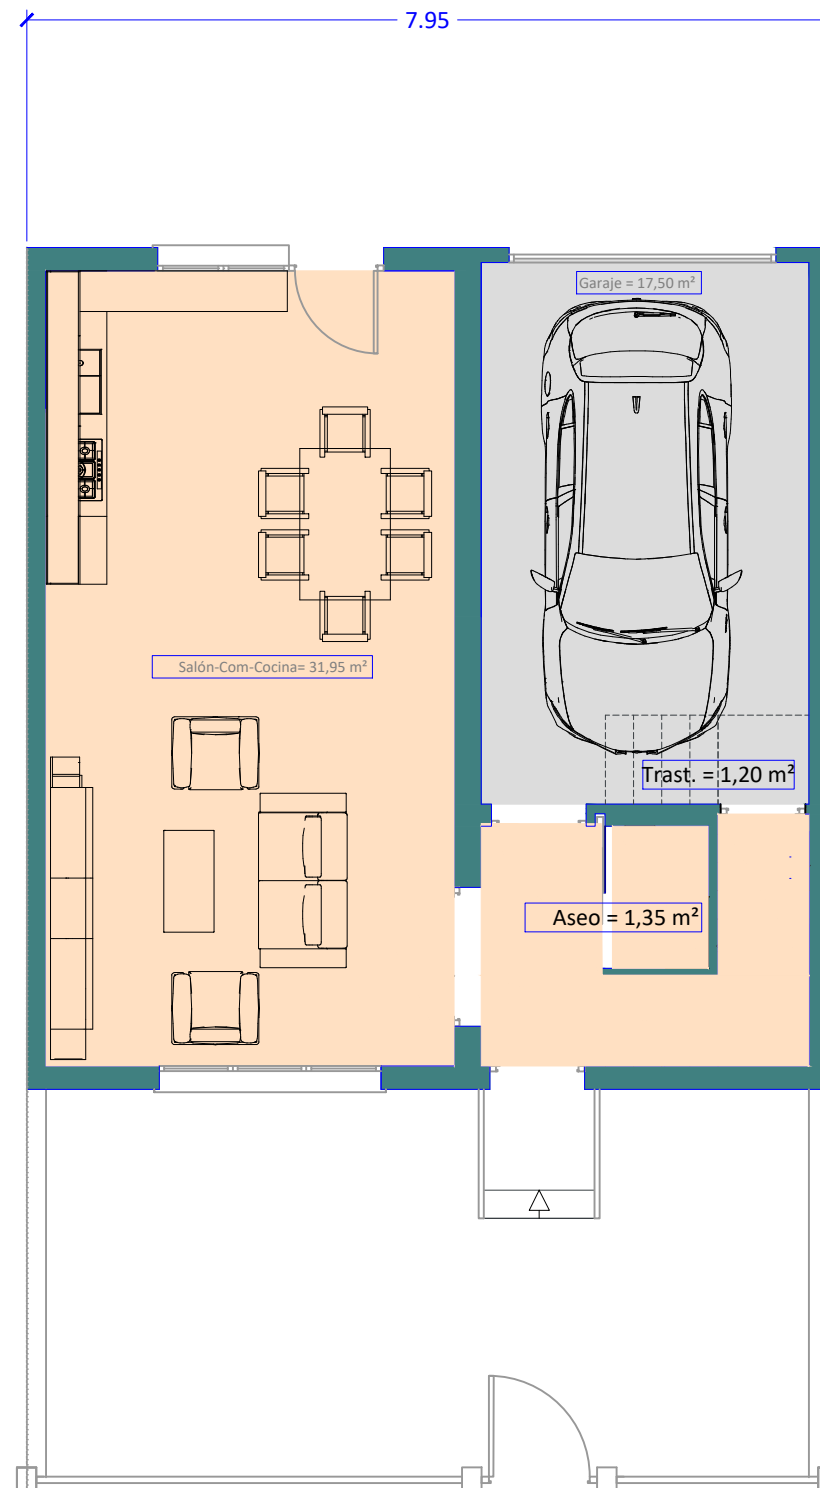 7.95
Garaje = 17,50 m²
Salón-Com-Cocina= 31,95 m²
Trast. = 1,20 m²
Aseo = 1,35 m²